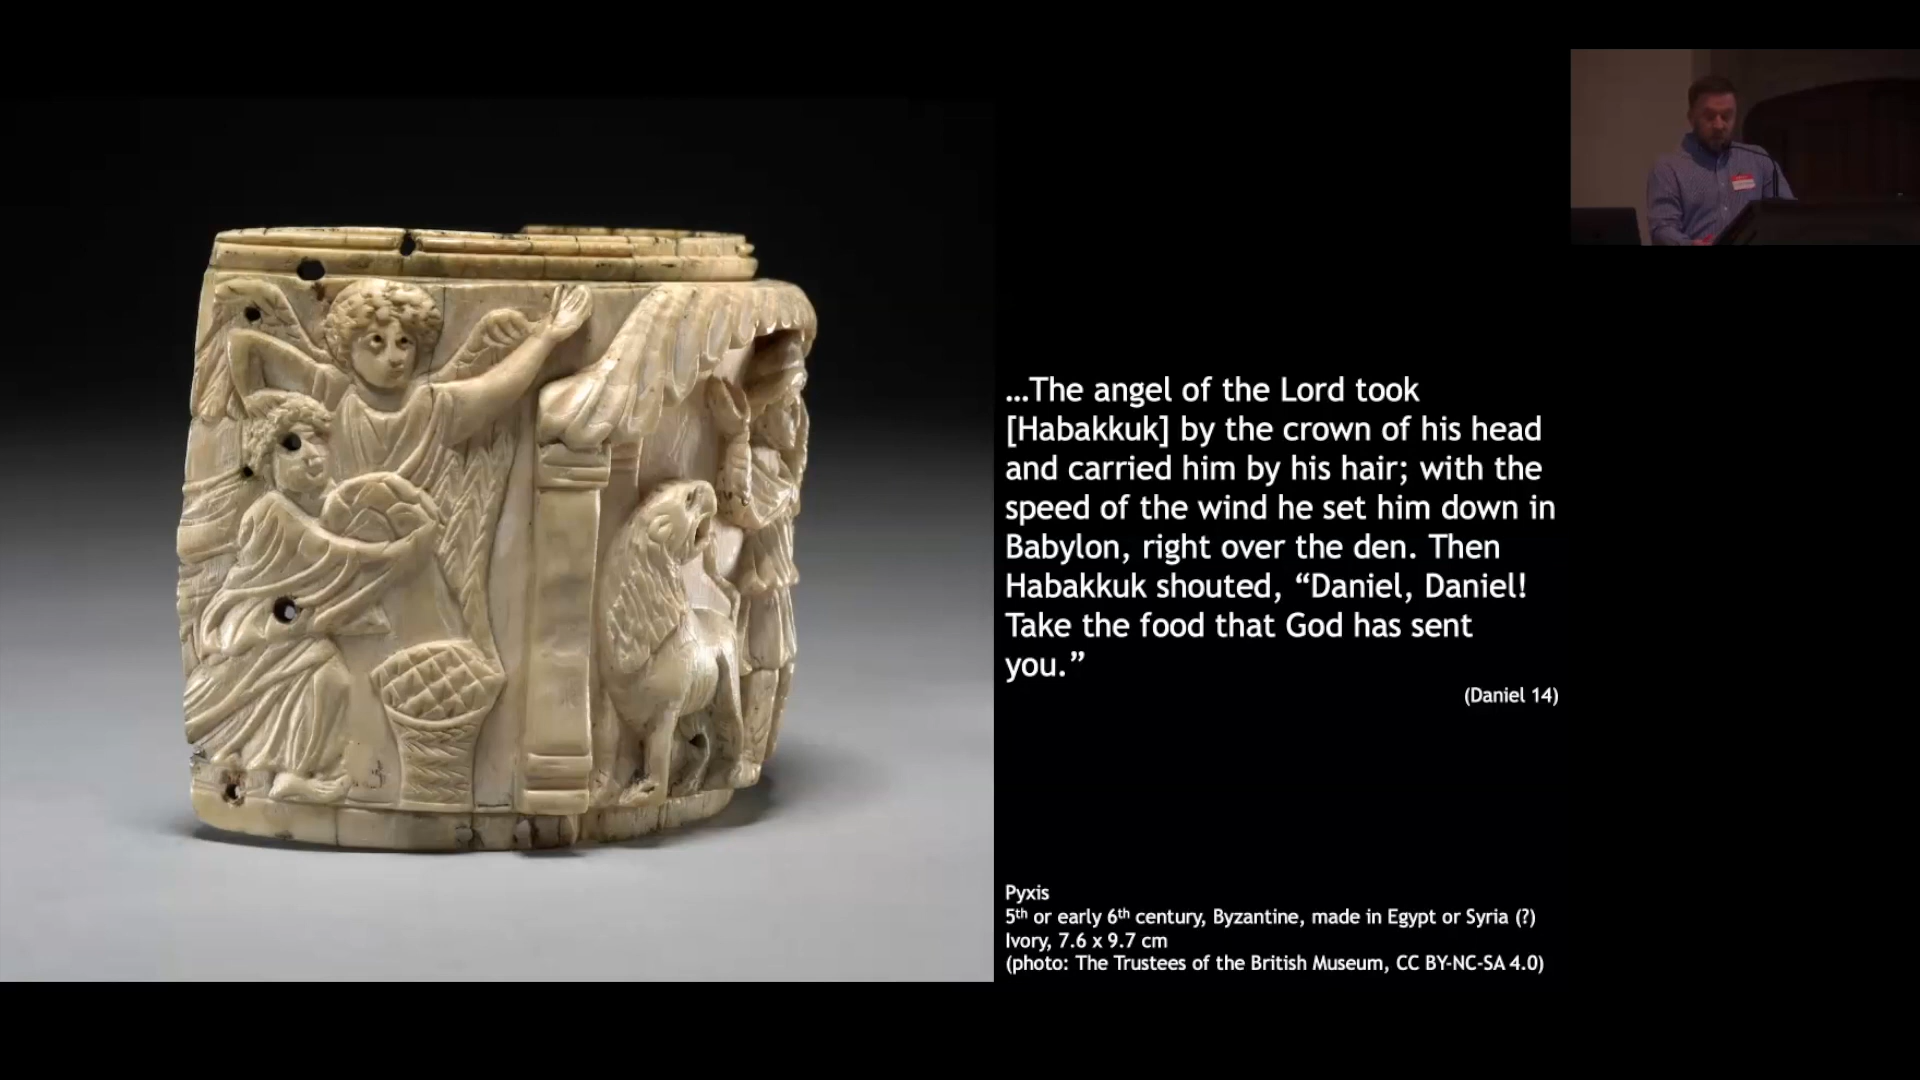 …The angel of the Lord took
[Habakkuk] by the crown of his head
and carried him by his hair; with the
speed of the wind he set him down in
Babylon, right over the den. Then
Habakkuk shouted, “Daniel, Daniel!
Take the food that God has sent
you.”
(Daniel 14)
Pyxis
5th or early 6th century, Byzantine, made in Egypt or Syria (?)
Ivory, 7.6 x 9.7 cm
(photo: The Trustees of the British Museum, CC BY-NC-SA 4.0)